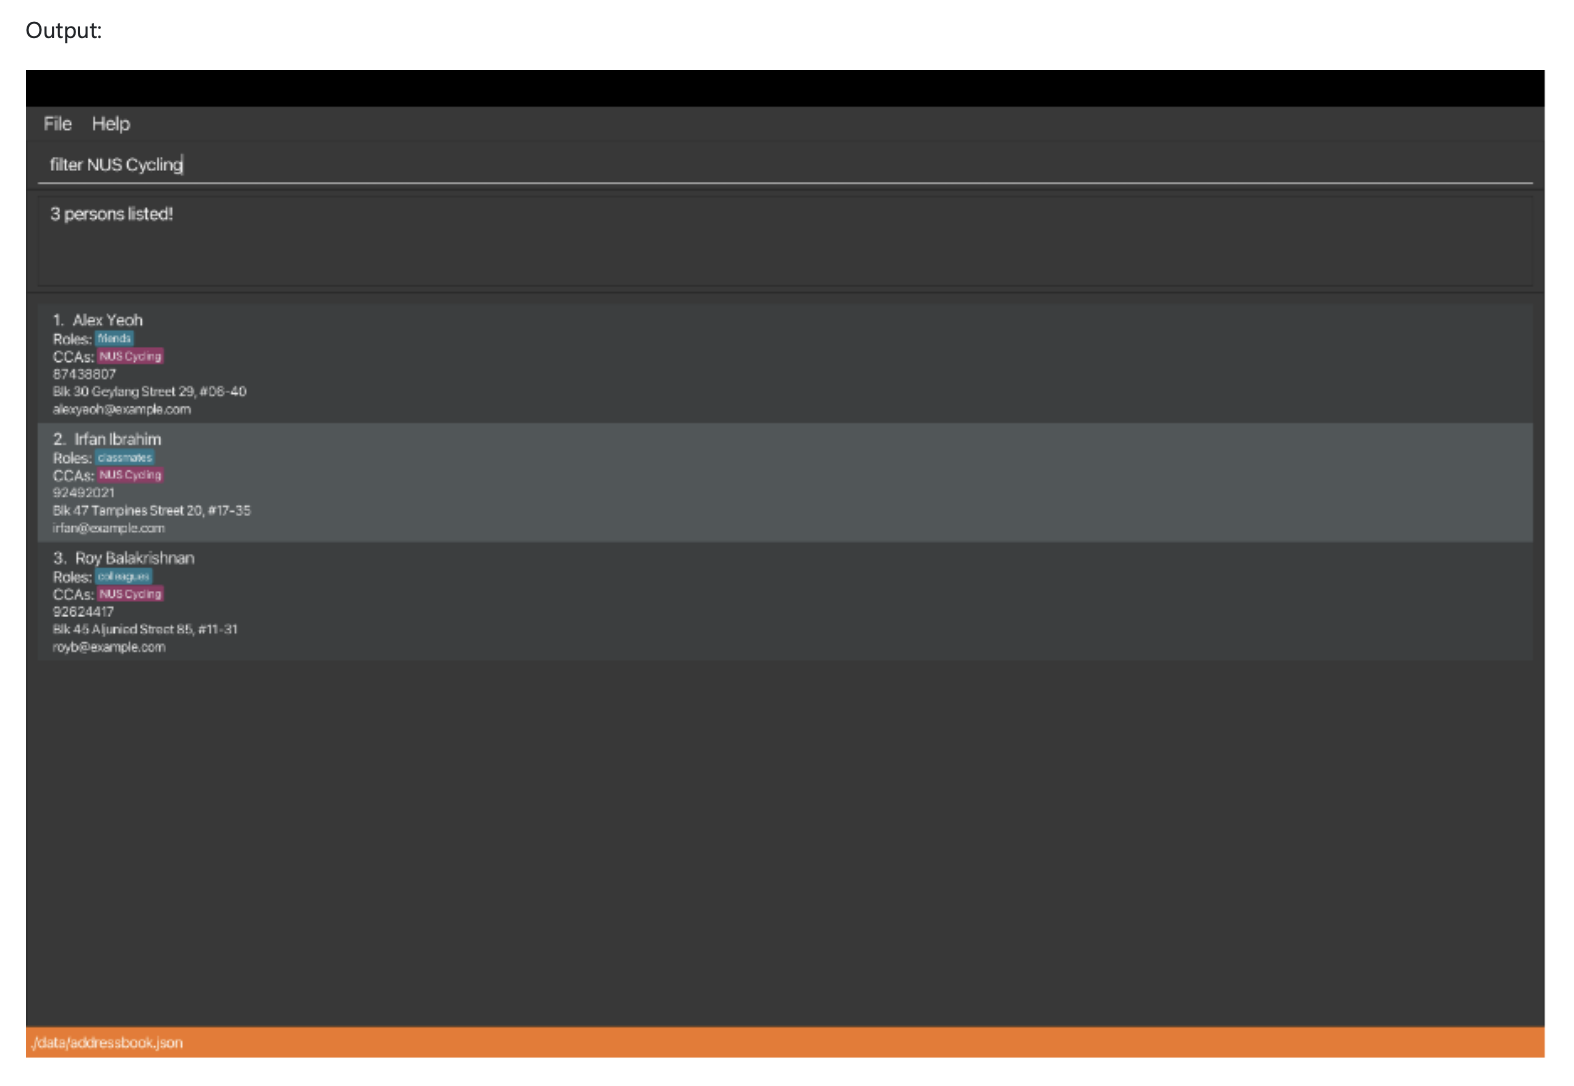 Output:
File Help
filter NUS Cycling
3 persons listed!
1. Alex Yeoh
Roles: friends
CCAs: NUS Cycling
87438807
Blk 30 Geylang Street 29, #06-40
alexyeoh@example.com
2. Irfan Ibrahim
Roles: classmates
CCAs: NUS Cycling
92492021
Blk 47 Tampines Street 20, #17-35
irfan@example.com
3. Roy Balakrishnan
Roles: colleagues
CCAs: NUS Cycling
92624417
Blk 45 Aljunied Street 85, #11-31
royb@example.com
./data/addressbook.json